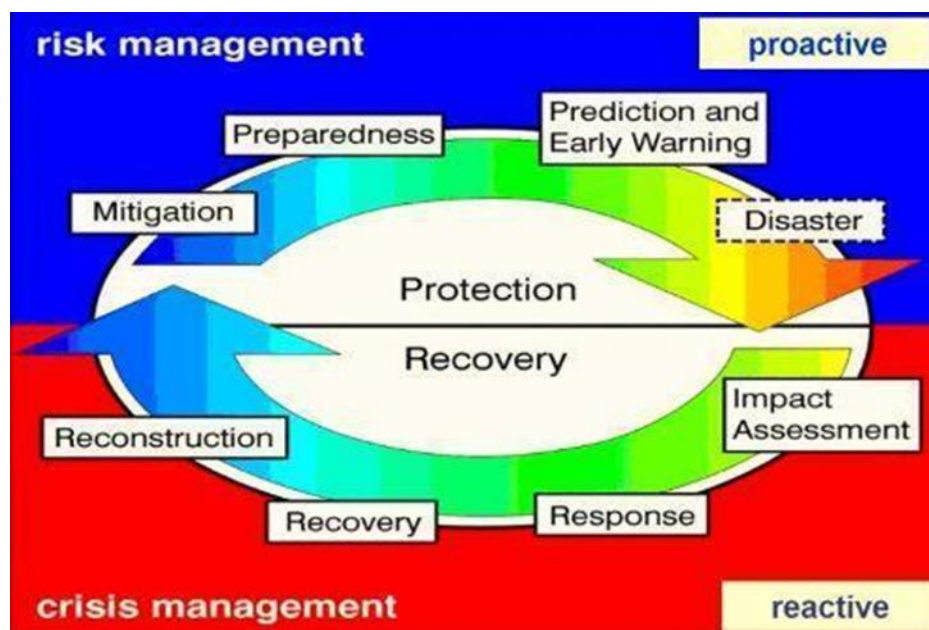 risk management
proactive
Preparedness
Prediction and
Early Warning
Mitigation
Disaster
Protection
Recovery
Impact
Assessment
Reconstruction
Recovery
Response
crisis management
reactive